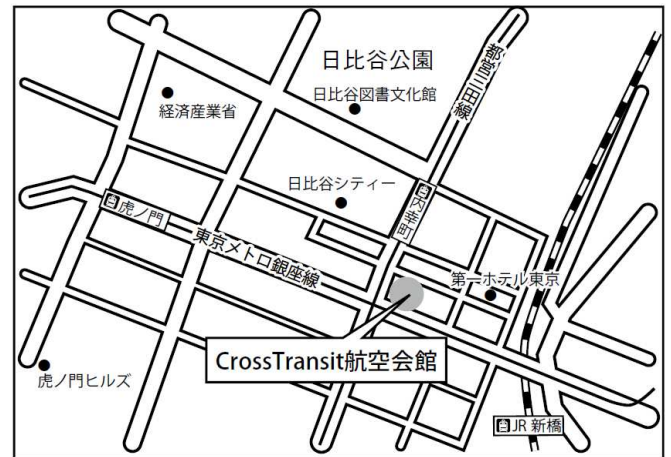 日比谷公園
日比谷図書文化館
都営三田線
経済産業省
日比谷シティー
内幸町
虎ノ門
東京メトロ銀座線
第一ホテル東京
CrossTransit航空会館
虎ノ門ヒルズ
JR 新橋